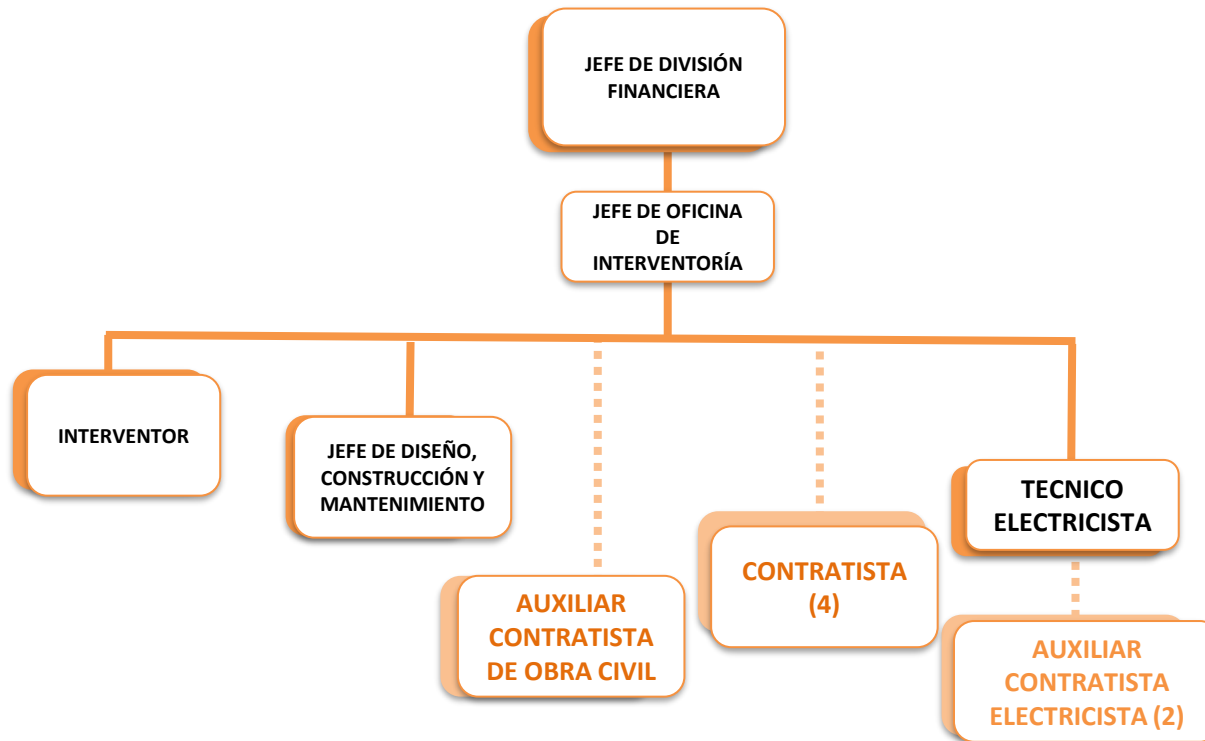 JEFE DE DIVISIÓN
FINANCIERA
JEFE DE OFICINA
DE
INTERVENTORÍA
INTERVENTOR
JEFE DE DISEÑO,
CONSTRUCCIÓN Y
MANTENIMIENTO
TECNICO
ELECTRICISTA
AUXILIAR
CONTRATISTA
DE OBRA CIVIL
CONTRATISTA
(4)
AUXILIAR
CONTRATISTA
ELECTRICISTA (2)